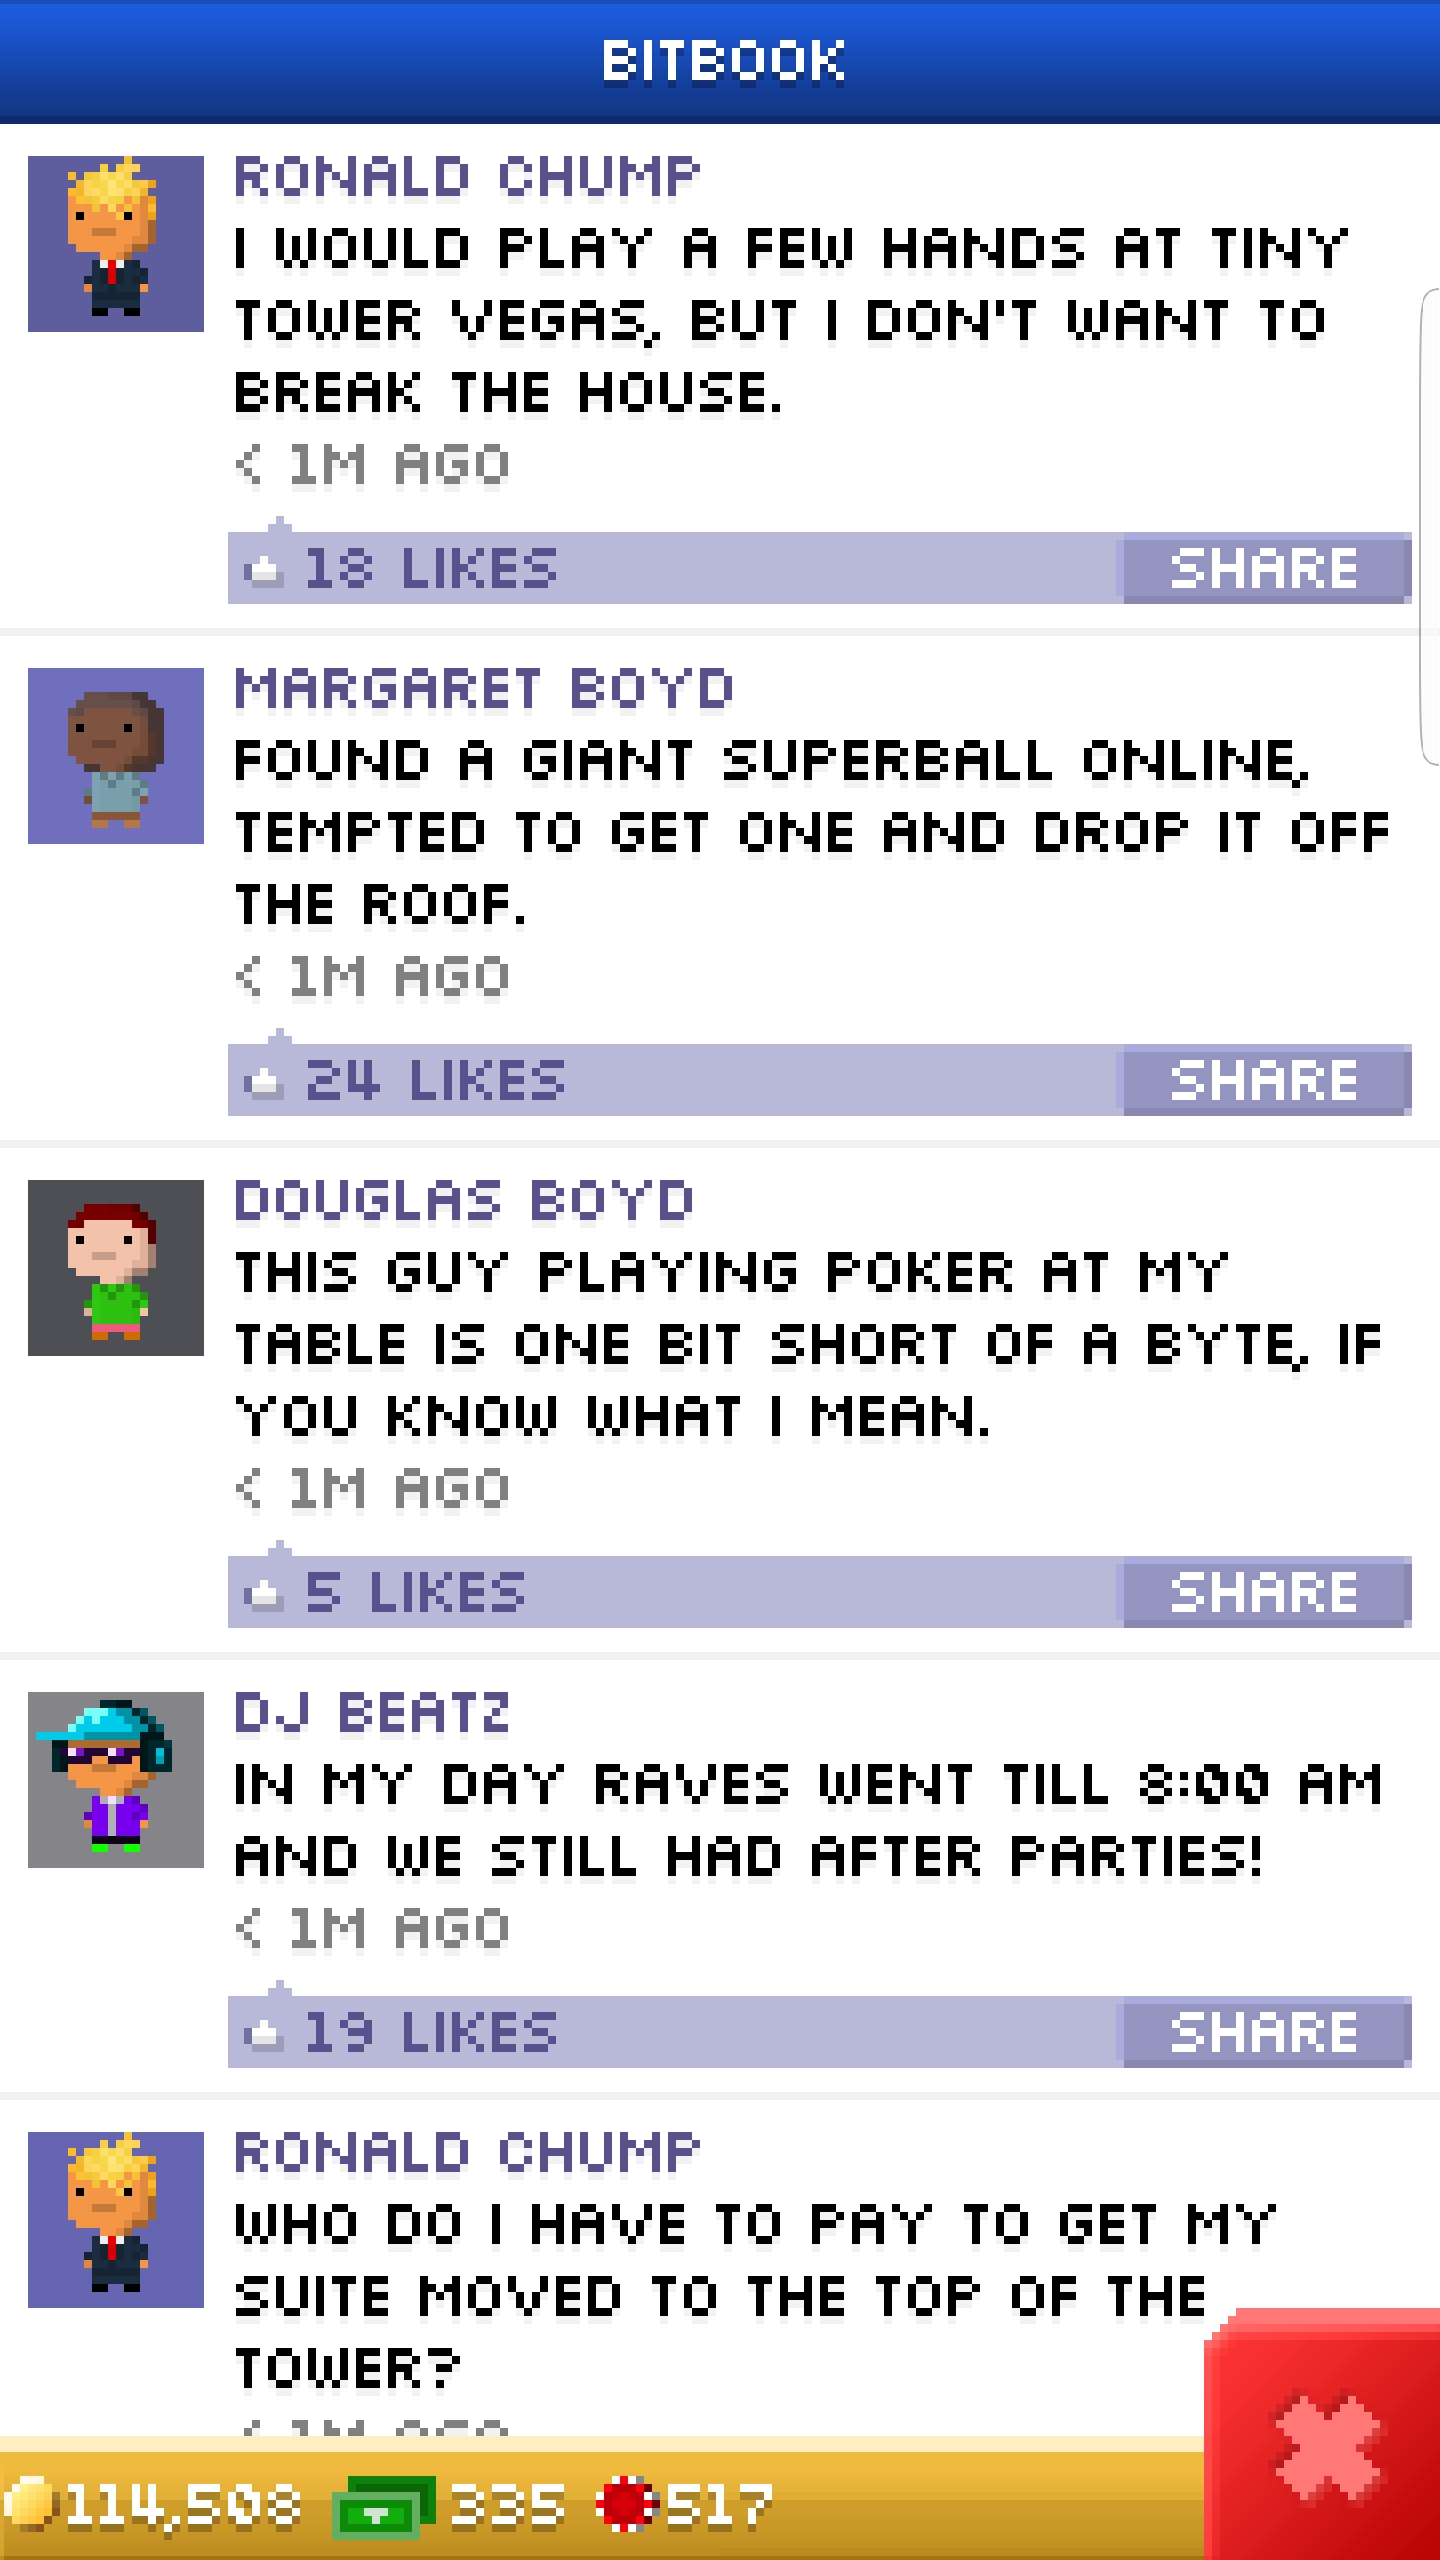 BITBOOK
RONALD CHUMP
I WOULD PLAY A FEW HANDS AT TINY
TOWER VEGAS, BUT I DON'T WANT TO
BREAK THE HOUSE.
< 1M AGO
18 LIKES SHARE
MARGARET BOYD
FOUND A GIANT SUPERBALL ONLINE,
TEMPTED TO GET ONE AND DROP IT OFF
THE ROOF.
< 1M AGO
24 LIKES SHARE
DOUGLAS BOYD
THIS GUY PLAYING POKER AT MY
TABLE IS ONE BIT SHORT OF A BYTE, IF
YOU KNOW WHAT I MEAN.
< 1M AGO
5 LIKES SHARE
DJ BEATZ
IN MY DAY RAVES WENT TILL 8:00 AM
AND WE STILL HAD AFTER PARTIES!
< 1M AGO
19 LIKES SHARE
RONALD CHUMP
WHO DO I HAVE TO PAY TO GET MY
SUITE MOVED TO THE TOP OF THE
TOWER?
< 1M AGO
114,508 335 517